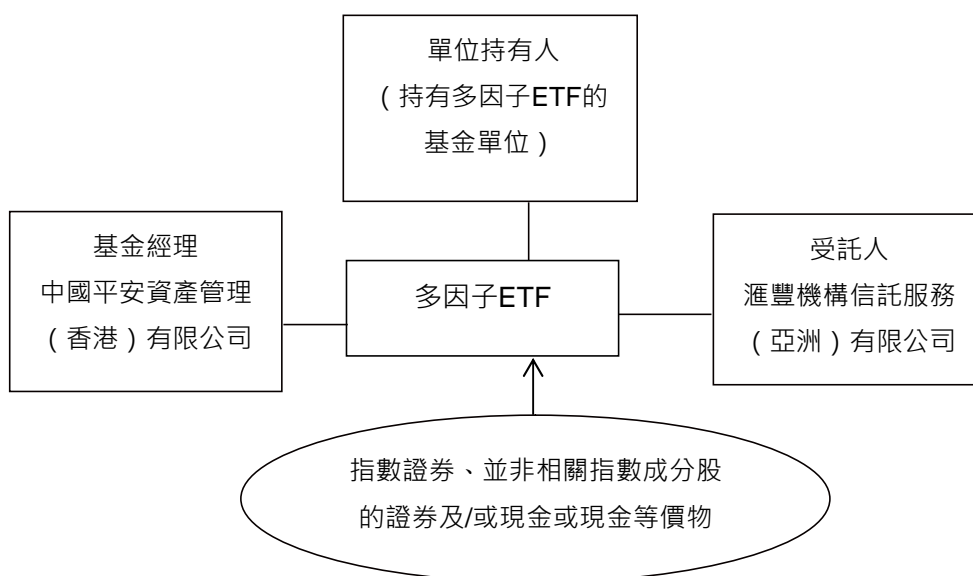 單位持有人
（持有多因子ETF的
基金單位）
基金經理
中國平安資產管理
（香港）有限公司
多因子ETF
受託人
滙豐機構信託服務
（亞洲）有限公司
指數證券、並非相關指數成分股
的證券及/或現金或現金等價物